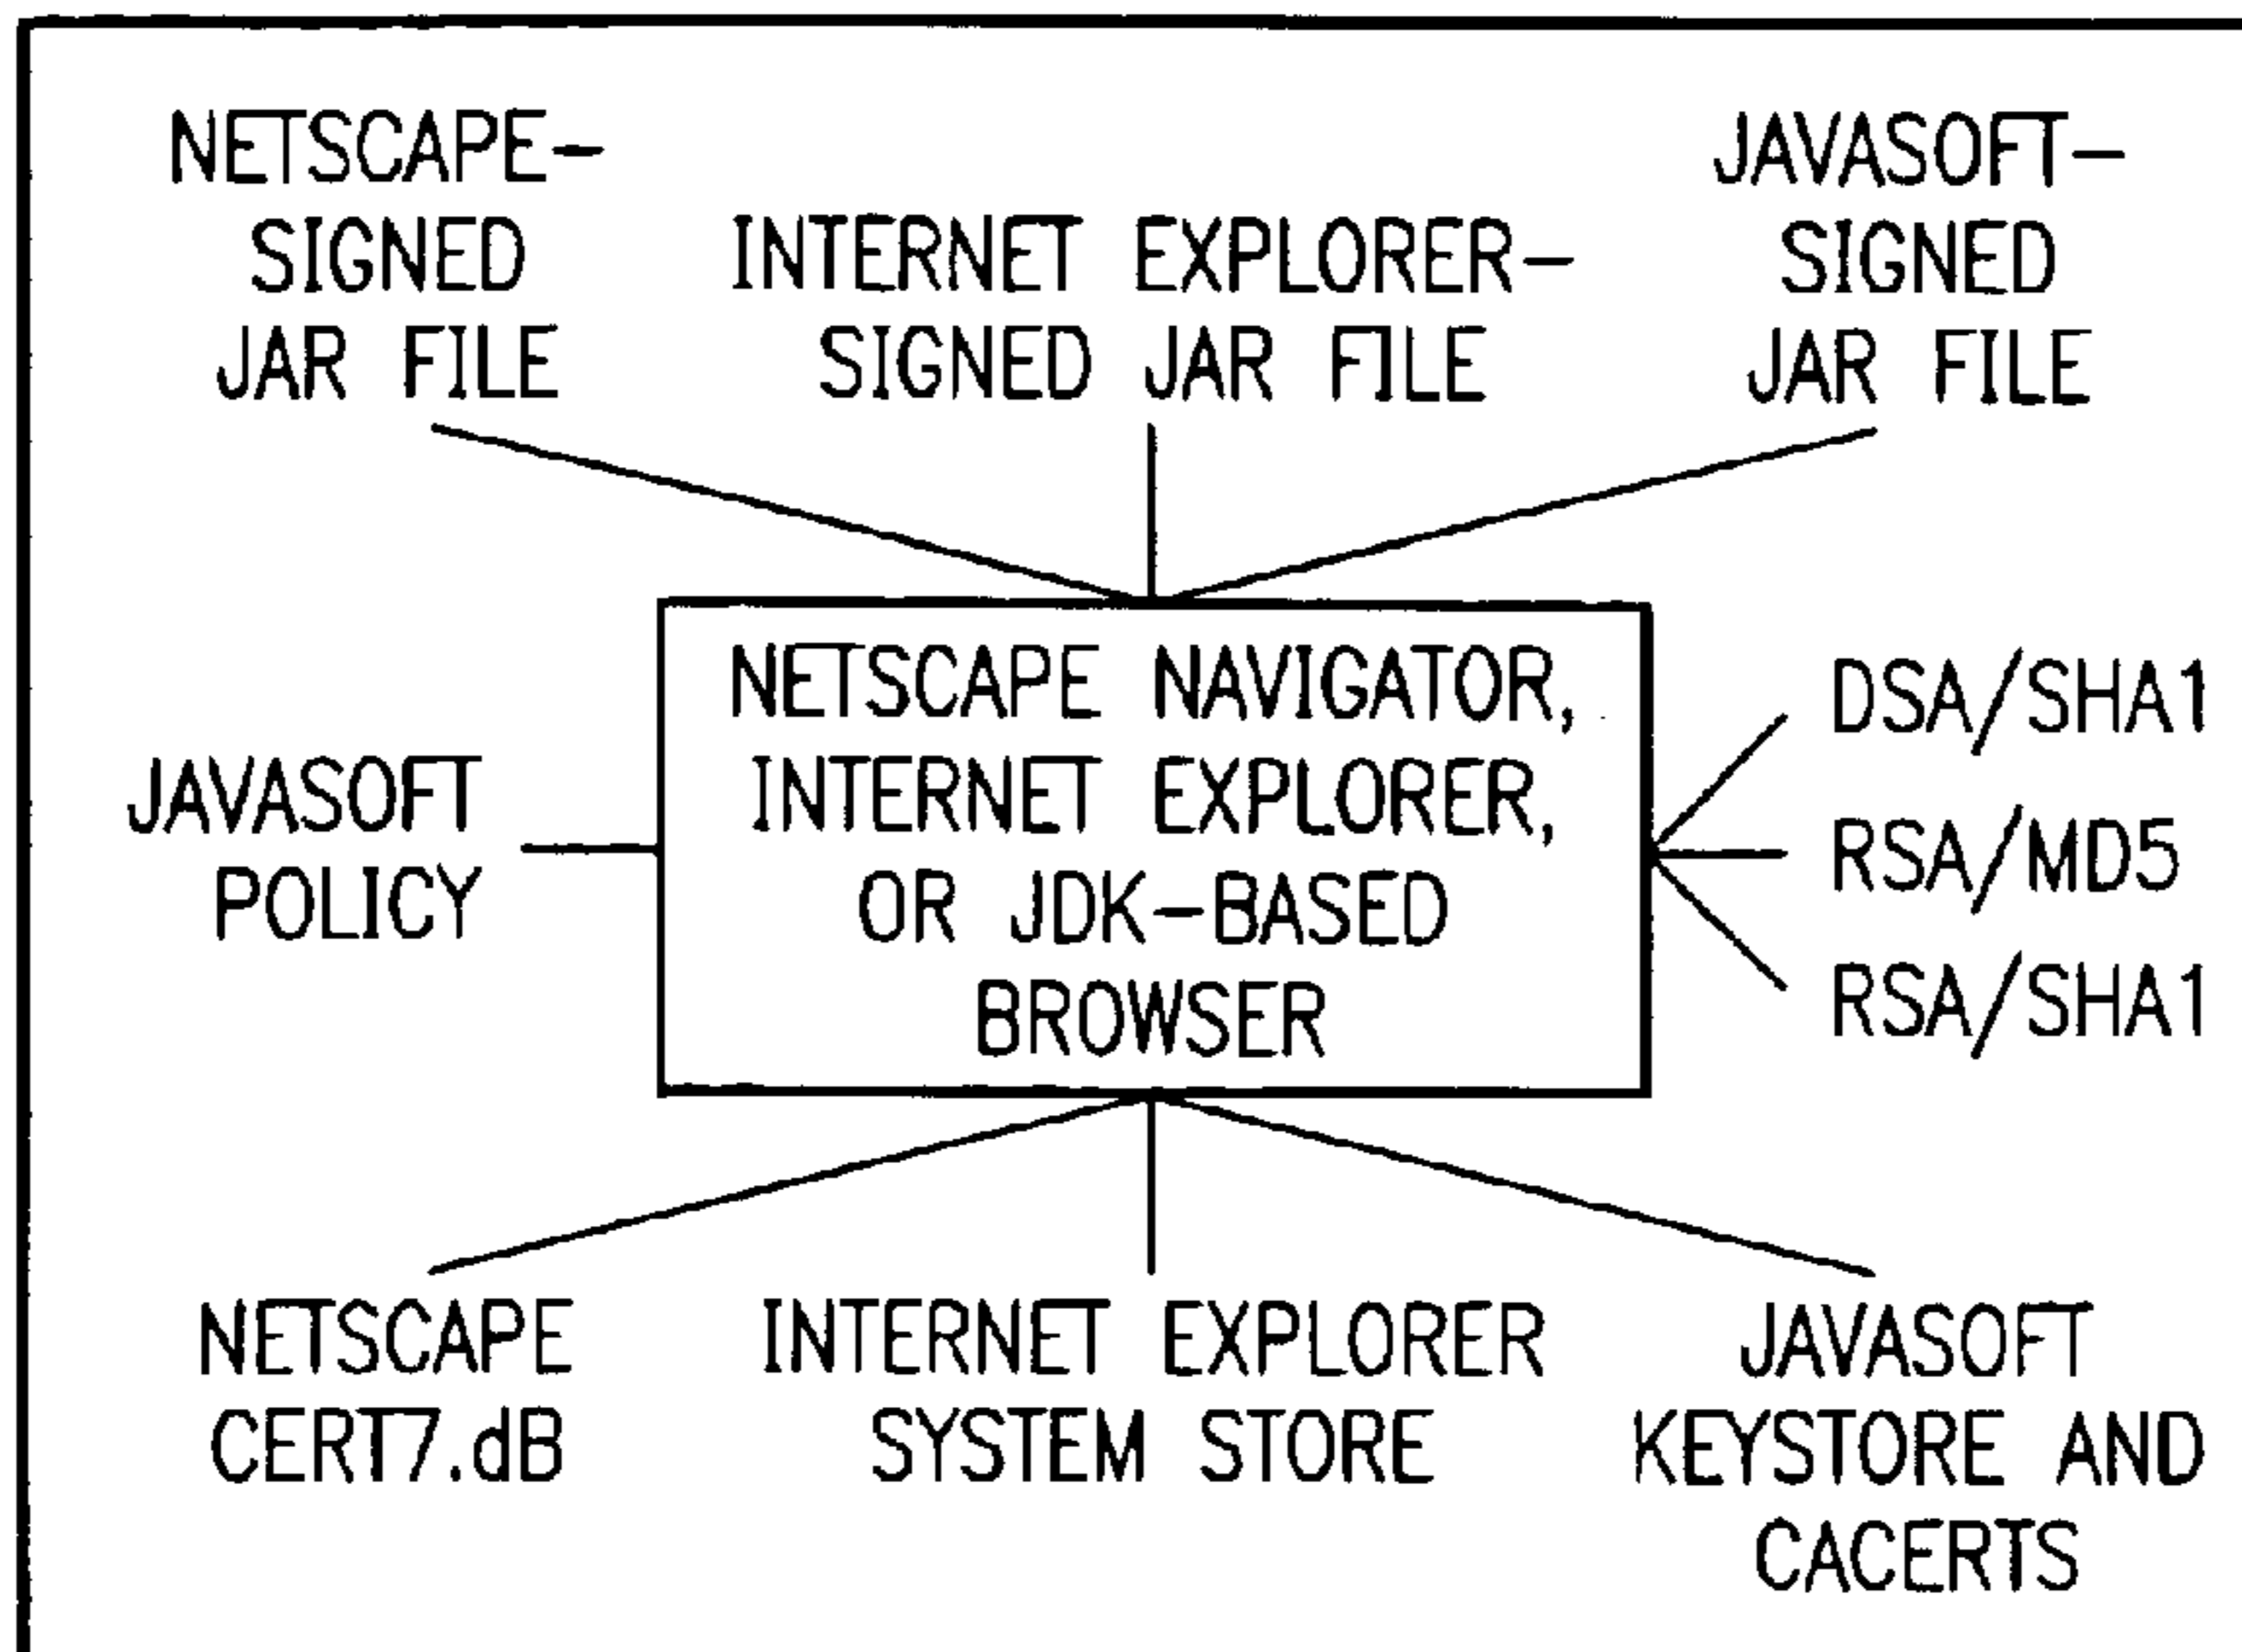 NETSCAPE-
SIGNED
JAR FILE
INTERNET EXPLORER-
SIGNED JAR FILE
JAVASOFT-
SIGNED
JAR FILE
JAVASOFT
POLICY
NETSCAPE NAVIGATOR,
INTERNET EXPLORER,
OR JDK-BASED
BROWSER
DSA/SHA1
RSA/MD5
RSA/SHA1
NETSCAPE
CERT7.dB
INTERNET EXPLORER
SYSTEM STORE
JAVASOFT
KEYSTORE AND
CACERTS